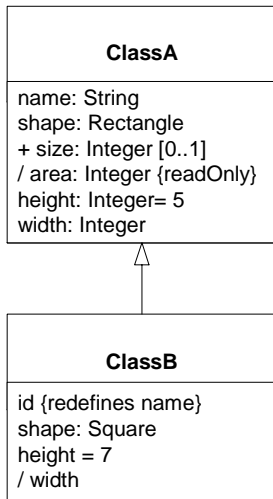 ClassA
name: String
shape: Rectangle
+ size: Integer [0..1]
/ area: Integer {readOnly}
height: Integer= 5
width: Integer
ClassB
id {redefines name}
shape: Square
height = 7
/ width